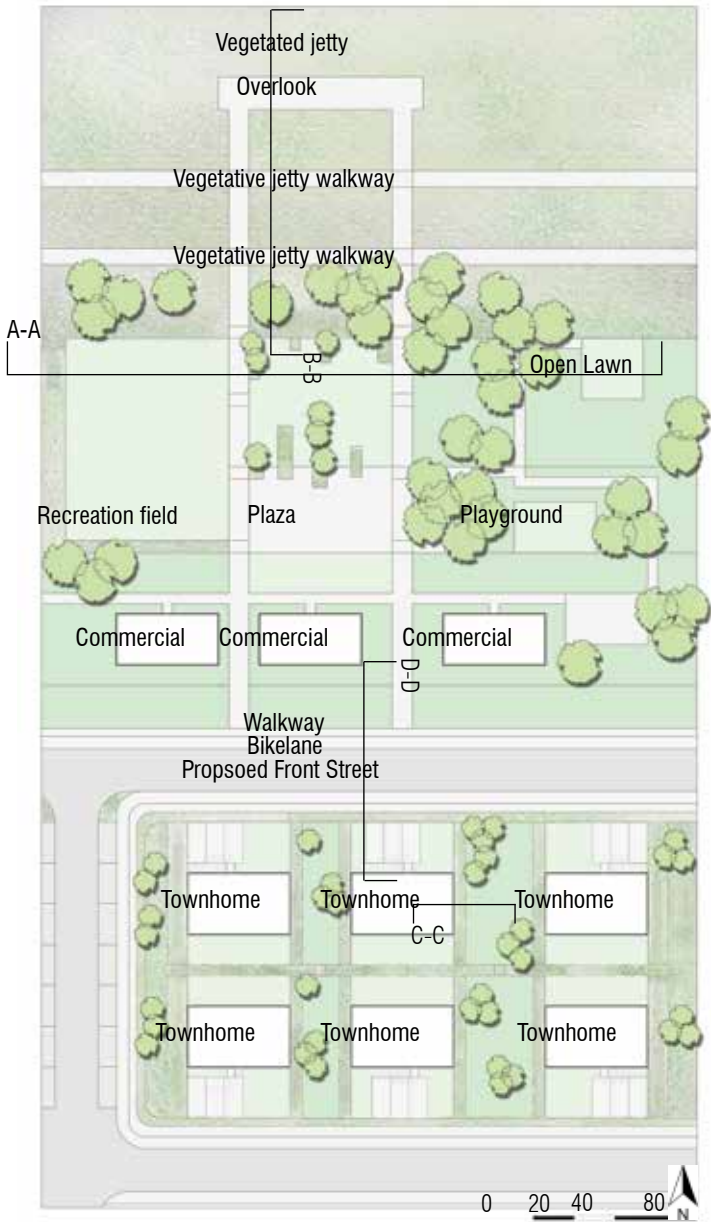 Vegetated jetty
Overlook
Vegetative jetty walkway
Vegetative jetty walkway
A-A
B-B
Open Lawn
Recreation field
Plaza
Playground
Commercial
Commercial
Commercial
D-D
Walkway
Bikelane
Propsoed Front Street
Townhome
Townhome
Townhome
C-C
Townhome
Townhome
Townhome
0 20 40 80
N